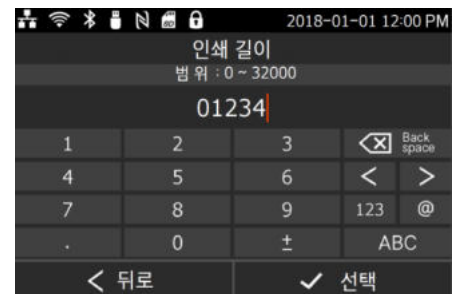 SD 2018-01-01 12:00 PM
인쇄 길이
범위 : 0 ~ 32000
01234
1 2 3 Back space
4 5 6 < >
7 8 9 123 @
. 0 ± ABC
< 뒤로 ✓ 선택